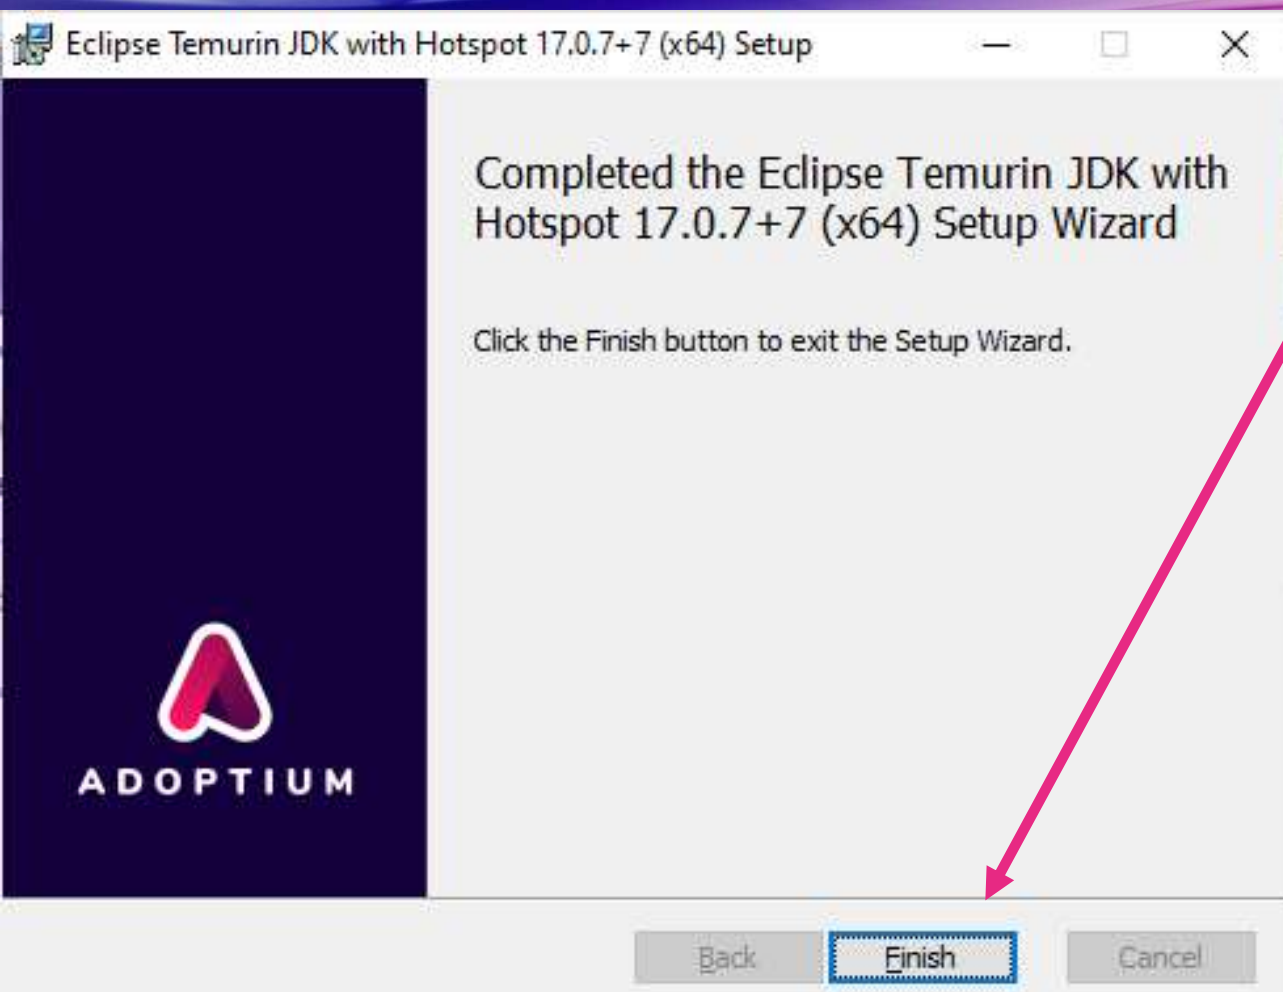 Eclipse Temurin JDK with Hotspot 17.0.7+7 (x64) Setup
Completed the Eclipse Temurin JDK with
Hotspot 17.0.7+7 (x64) Setup Wizard
Click the Finish button to exit the Setup Wizard.
ADOPTIUM
Back
Finish
Cancel